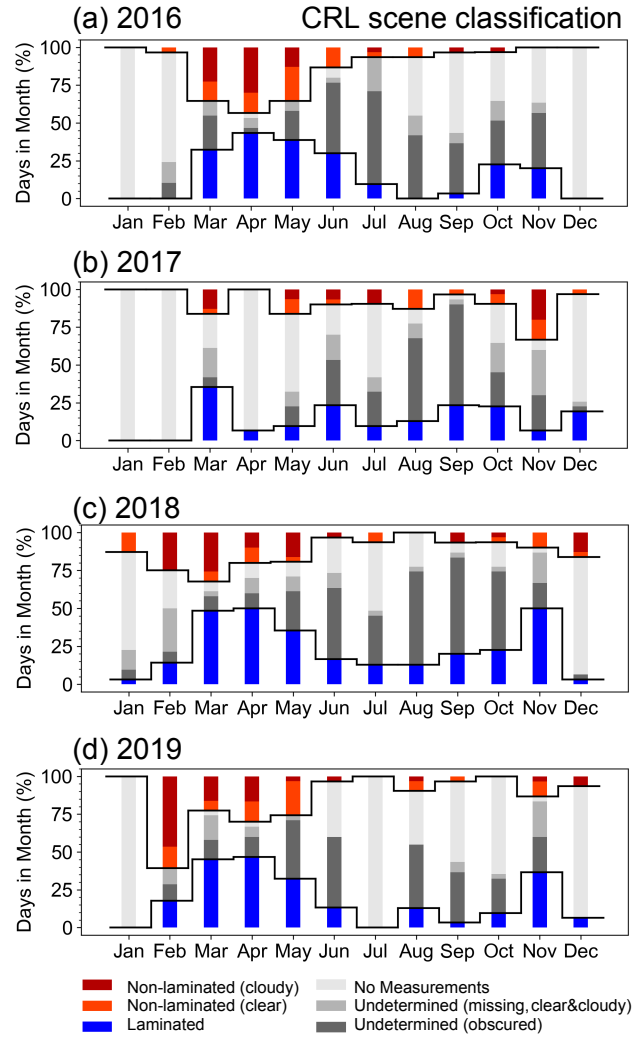 (a) 2016 CRL scene classification
Days in Month (%)
100
75
50
25
0
Jan Feb Mar Apr May Jun Jul Aug Sep Oct Nov Dec
(b) 2017
Days in Month (%)
100
75
50
25
0
Jan Feb Mar Apr May Jun Jul Aug Sep Oct Nov Dec
(c) 2018
Days in Month (%)
100
75
50
25
0
Jan Feb Mar Apr May Jun Jul Aug Sep Oct Nov Dec
(d) 2019
Days in Month (%)
100
75
50
25
0
Jan Feb Mar Apr May Jun Jul Aug Sep Oct Nov Dec
Non-laminated (cloudy) No Measurements
Non-laminated (clear) Undetermined (missing, clear&cloudy)
Laminated Undetermined (obscured)